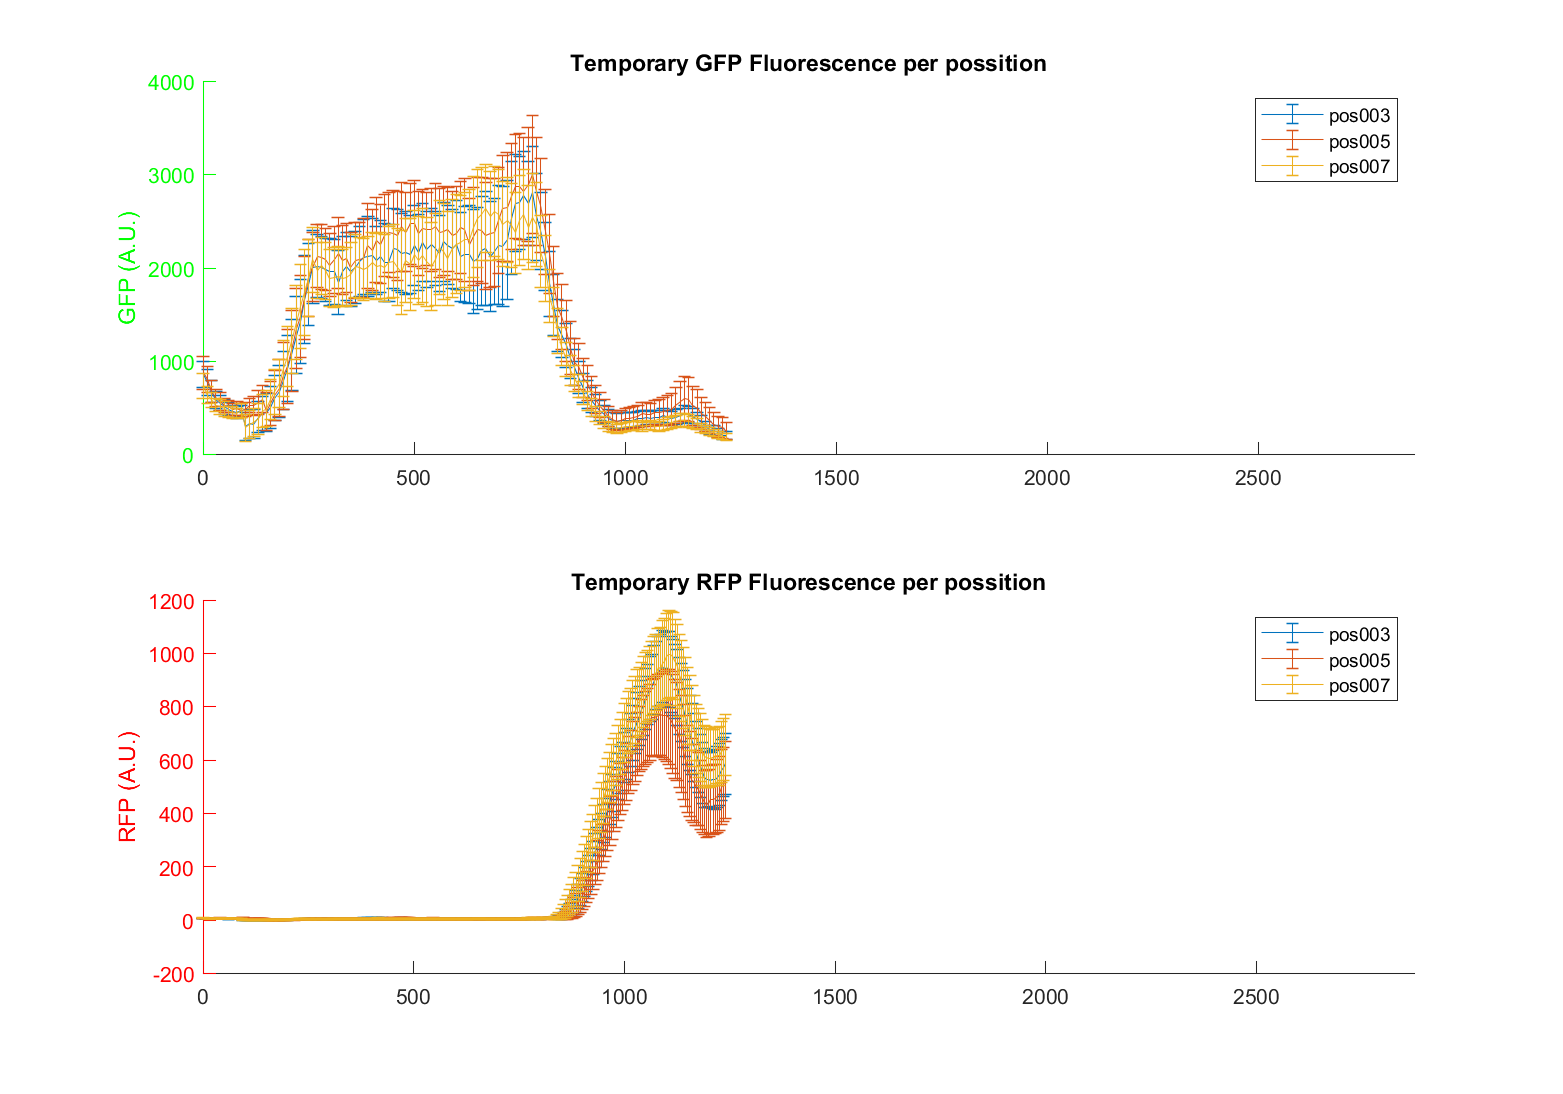 Temporary GFP Fluorescence per possition
4000
3000
2000
1000
0
GFP (A.U.)
0 500 1000 1500 2000 2500
pos003
pos005
pos007
Temporary RFP Fluorescence per possition
1200
1000
800
600
400
200
0
-200
RFP (A.U.)
0 500 1000 1500 2000 2500
pos003
pos005
pos007